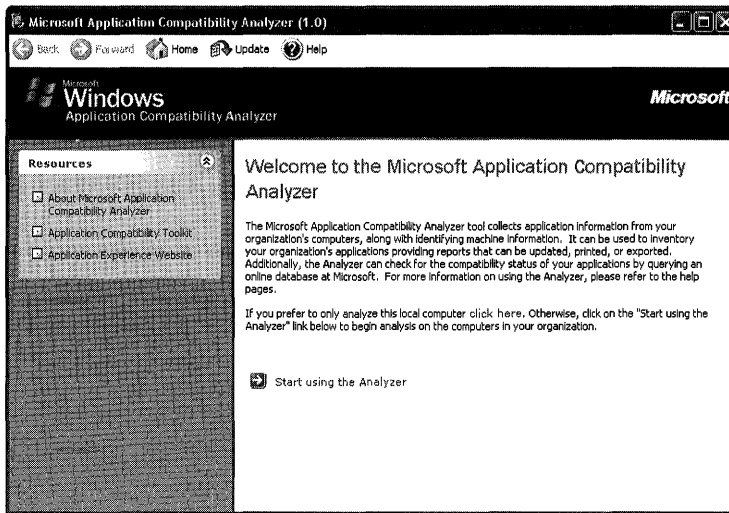 Microsoft Application Compatibility Analyzer (1.0)
Back Forward Home Update Help
Microsoft
Windows
Application Compatibility Analyzer
Microsoft
Resources
About Microsoft Application
Compatibility Analyzer
Application Compatibility Toolkit
Application Experience Website
Welcome to the Microsoft Application Compatibility
Analyzer
The Microsoft Application Compatibility Analyzer tool collects application information from your
organization's computers, along with identifying machine information. It can be used to inventory
your organization's applications providing reports that can be updated, printed, or exported.
Additionally, the Analyzer can check for the compatibility status of your applications by querying an
online database at Microsoft. For more information on using the Analyzer, please refer to the help
pages.
If you prefer to only analyze this local computer click here. Otherwise, click on the "Start using the
Analyzer" link below to begin analysis on the computers in your organization.
Start using the Analyzer